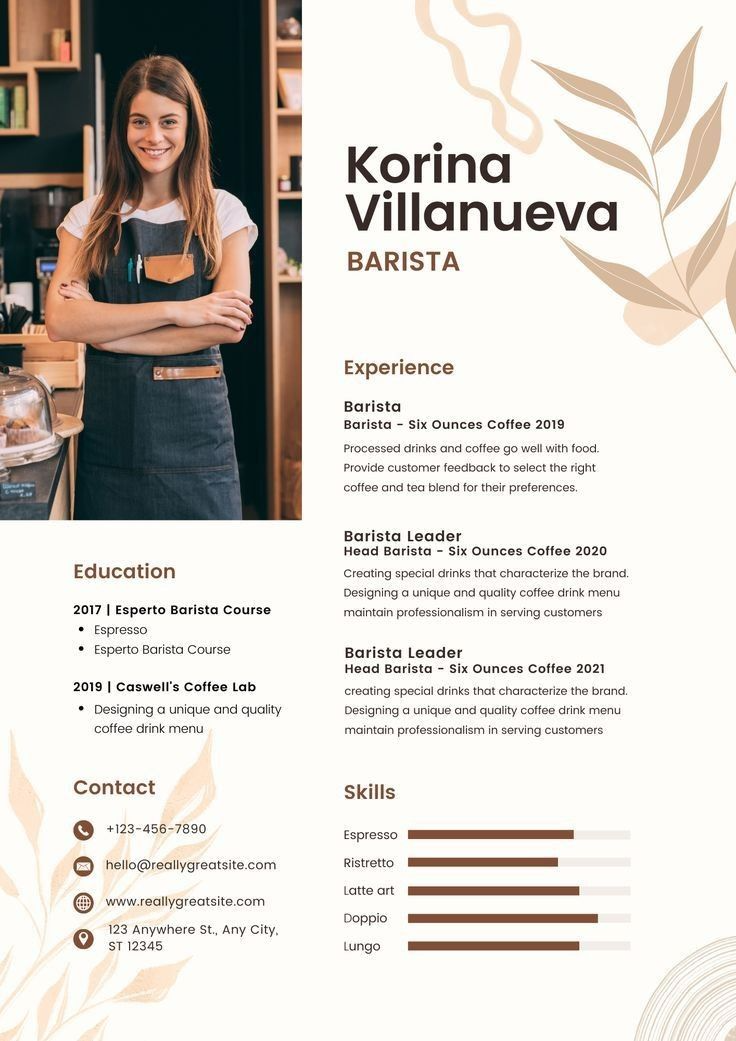 Korina
Villanueva
BARISTA
Experience
Barista
Barista - Six Ounces Coffee 2019
Processed drinks and coffee go well with food.
Provide customer feedback to select the right
coffee and tea blend for their preferences.
Barista Leader
Head Barista - Six Ounces Coffee 2020
Creating special drinks that characterize the brand.
Designing a unique and quality coffee drink menu
maintain professionalism in serving customers
Barista Leader
Head Barista - Six Ounces Coffee 2021
creating special drinks that characterize the brand.
Designing a unique and quality coffee drink menu
maintain professionalism in serving customers
Education
2017 | Esperto Barista Course
• Espresso
• Esperto Barista Course
2019 | Caswell's Coffee Lab
• Designing a unique and quality
coffee drink menu
Contact
+123-456-7890
hello@reallygreatsite.com
www.reallygreatsite.com
123 Anywhere St., Any City,
ST 12345
Skills
Espresso
Ristretto
Latte art
Doppio
Lungo